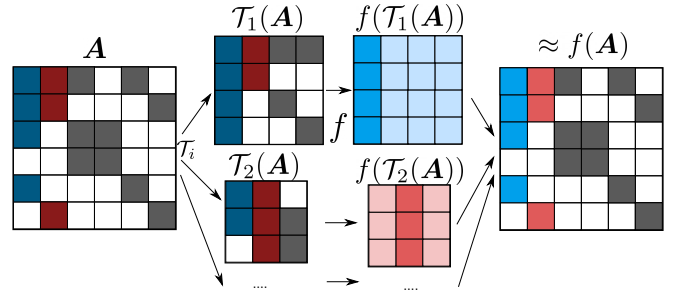 A
𝒯₁(A)
f(𝒯₁(A))
≈ f(A)
f
𝒯ᵢ
𝒯₂(A)
f(𝒯₂(A))
....
....